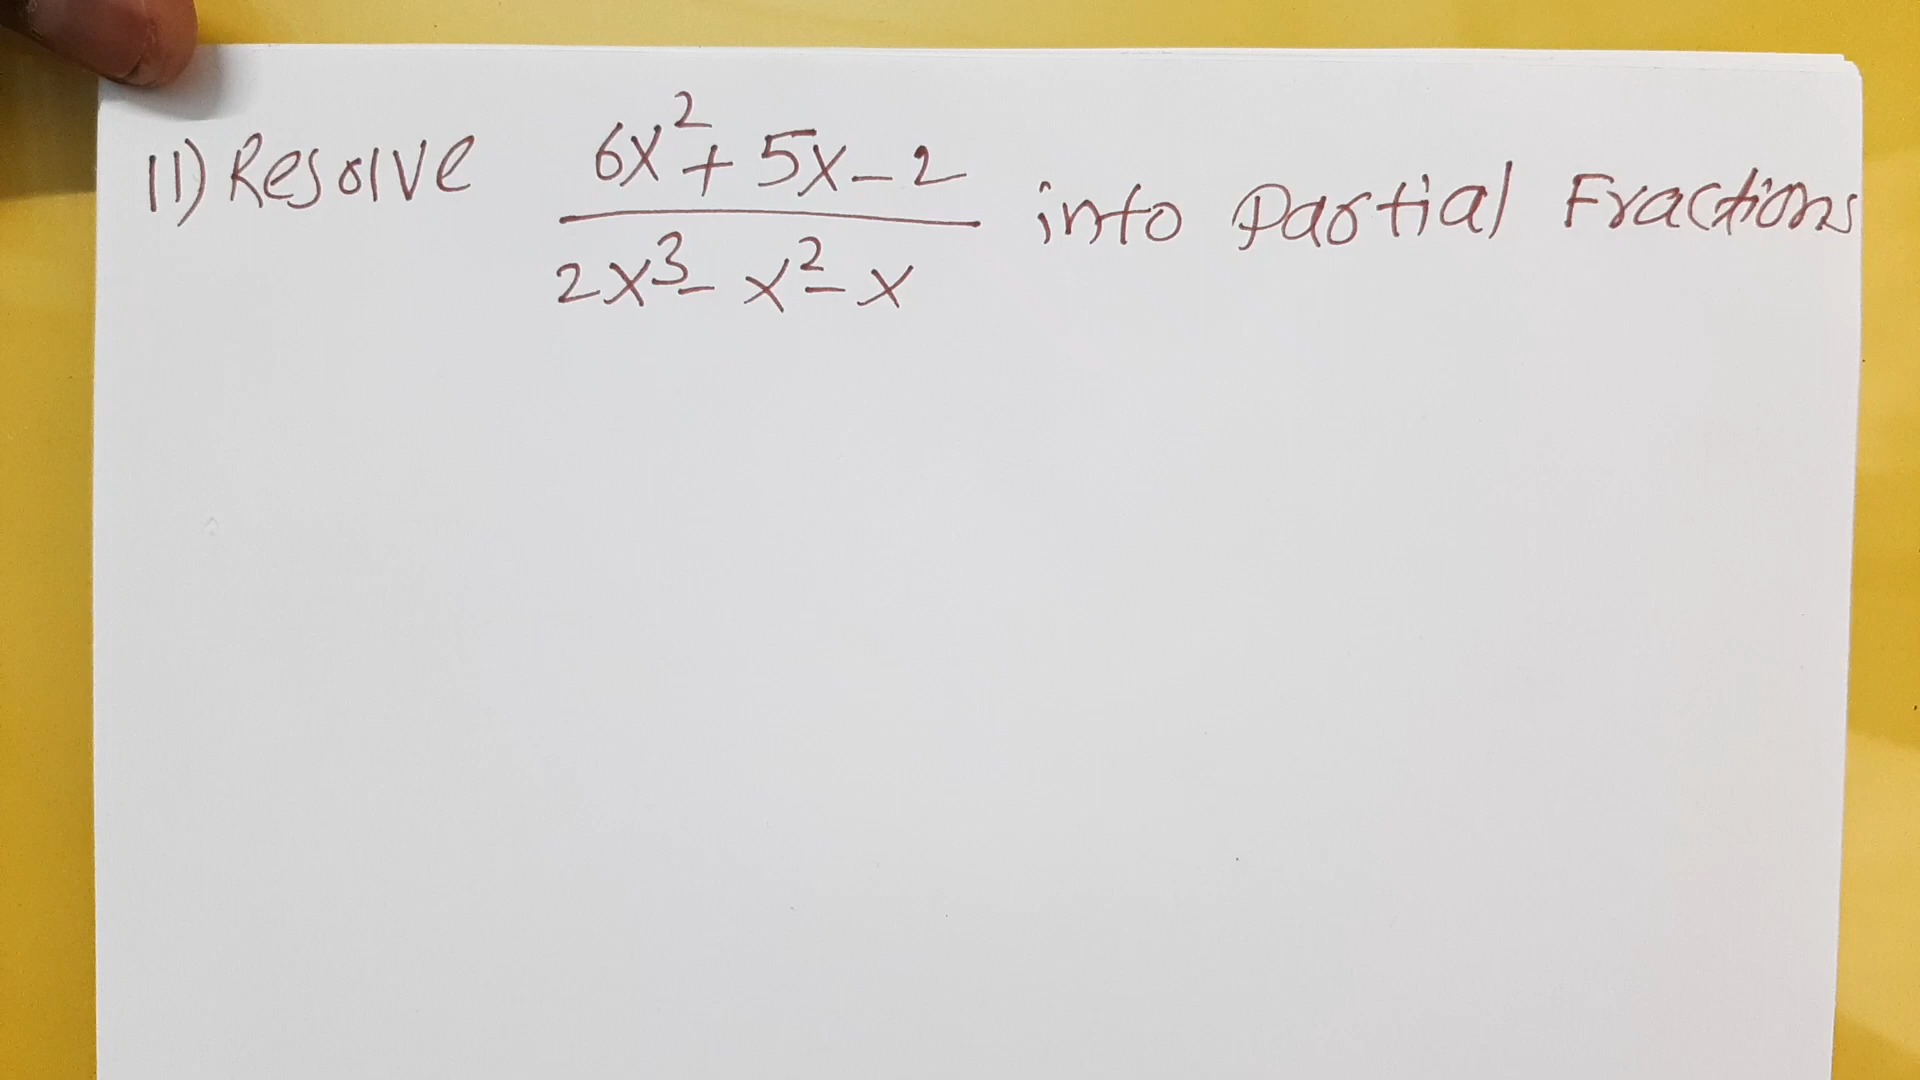 11) Resolve 6x²+5x-2 / 2x³-x²-x into Partial Fractions